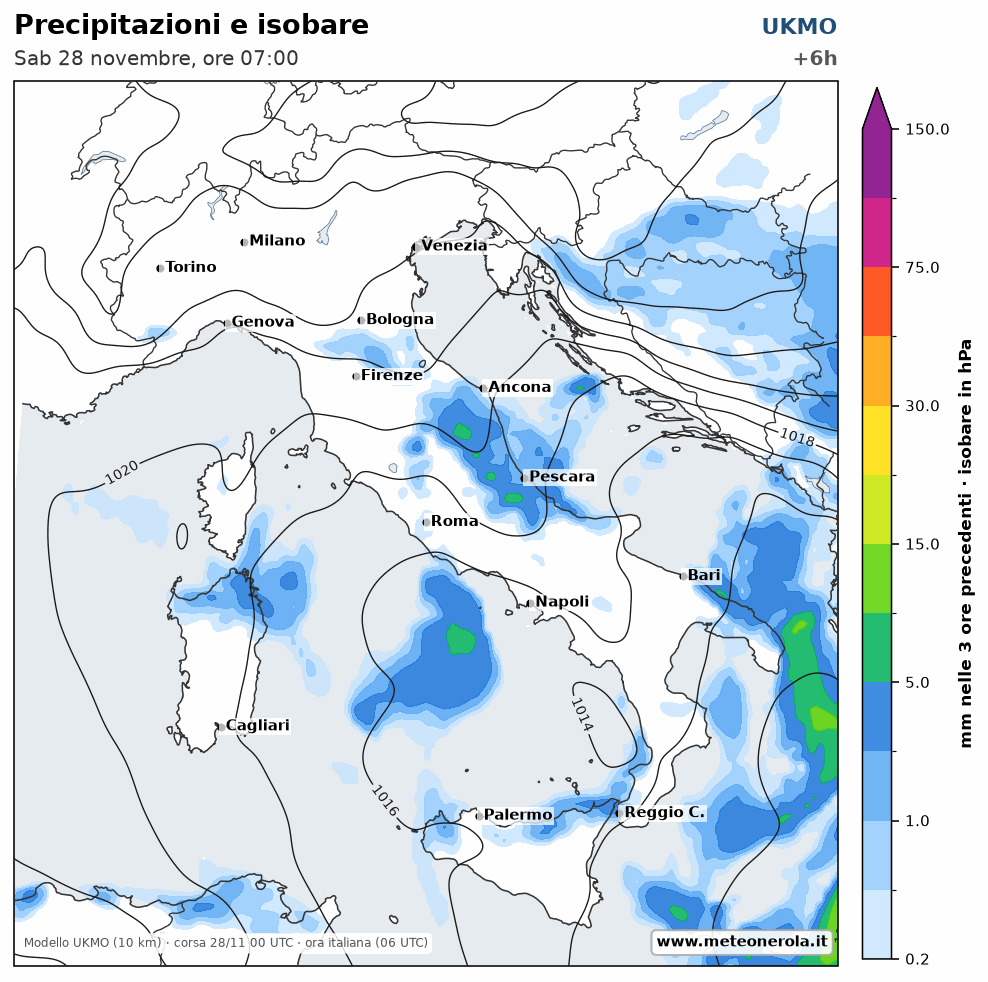 Precipitazioni e isobare
UKMO
Sab 28 novembre, ore 07:00
+6h
150.0
Milano
Venezia
Torino
75.0
Genova
Bologna
Firenze
Ancona
30.0
1018
1020
Pescara
Roma
15.0
Bari
Napoli
5.0
1014
Cagliari
1016
Palermo
Reggio C.
1.0
mm nelle 3 ore precedenti · isobare in hPa
Modello UKMO (10 km) · corsa 28/11 00 UTC · ora italiana (06 UTC)
www.meteonerola.it
0.2